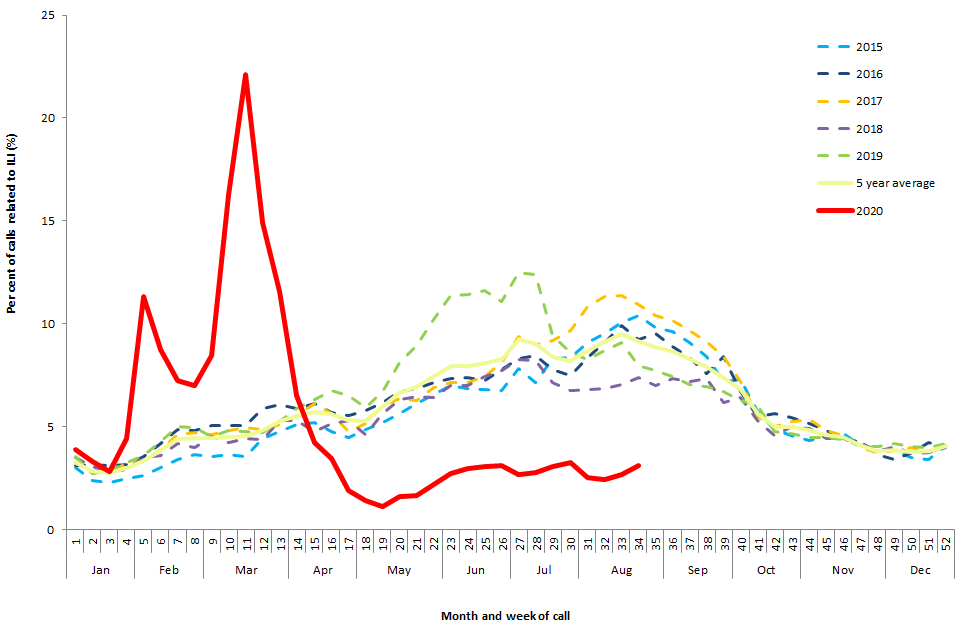 25
20
15
10
5
0
Per cent of calls related to ILI (%)
2015
2016
2017
2018
2019
5 year average
2020
1 2 3 4 5 6 7 8 9 10 11 12 13 14 15 16 17 18 19 20 21 22 23 24 25 26 27 28 29 30 31 32 33 34 35 36 37 38 39 40 41 42 43 44 45 46 47 48 49 50 51 52
Jan Feb Mar Apr May Jun Jul Aug Sep Oct Nov Dec
Month and week of call